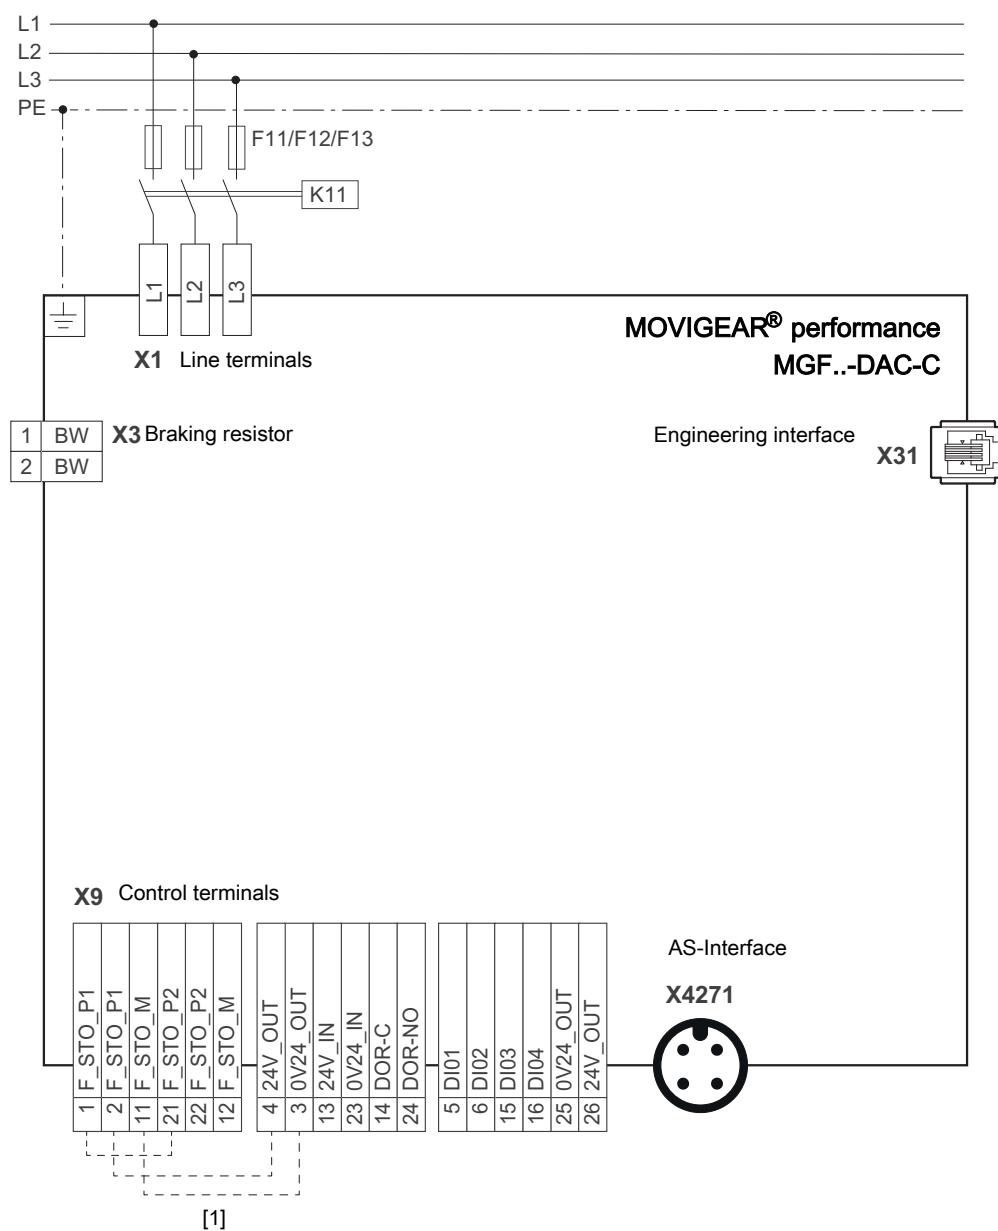 L1
L2
L3
PE
F11/F12/F13
K11
L1
L2
L3
MOVIGEAR® performance
MGF..-DAC-C
X1 Line terminals
1 BW
2 BW
X3 Braking resistor
Engineering interface
X31
X9 Control terminals
AS-Interface
X4271
1 F_STO_P1
2 F_STO_P1
11 F_STO_M
21 F_STO_P2
22 F_STO_P2
12 F_STO_M
4 24V_OUT
3 0V24_OUT
13 24V_IN
23 0V24_IN
14 DOR-C
24 DOR-NO
5 DI01
6 DI02
15 DI03
16 DI04
25 0V24_OUT
26 24V_OUT
[1]